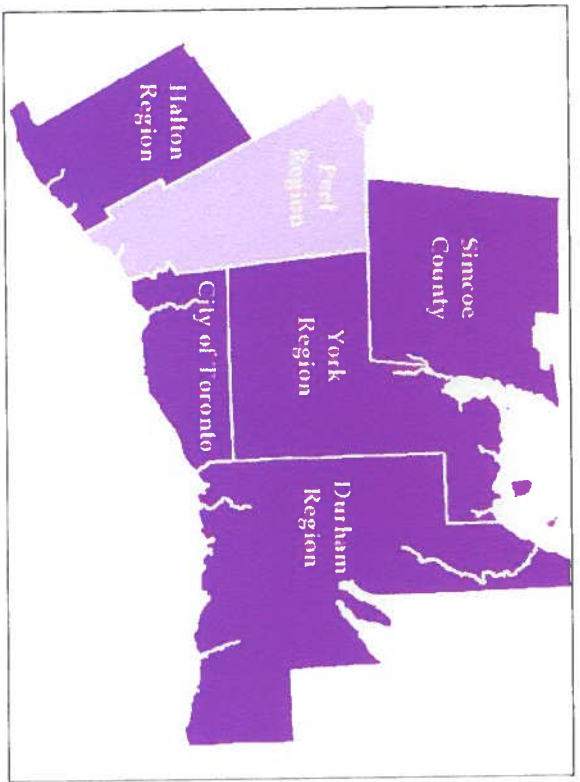 Simcoe
County
Peel
Region
York
Region
Durham
Region
Halton
Region
City of Toronto